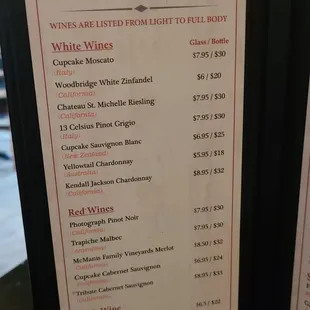 WINES ARE LISTED FROM LIGHT TO FULL BODY
White Wines Glass / Bottle
Cupcake Moscato $7.95 / $30
(Italy)
Woodbridge White Zinfandel $6 / $20
(California)
Chateau St. Michelle Riesling $7.95 / $30
(California)
13 Celsius Pinot Grigio $7.95 / $30
(Italy)
Cupcake Sauvignon Blanc $6.95 / $25
(New Zealand)
Yellowtail Chardonnay $5.95 / $18
(Australia)
Kendall Jackson Chardonnay $8.95 / $32
(California)
Red Wines
Photograph Pinot Noir $7.95 / $30
(California)
Trapiche Malbec $7.95 / $30
(Argentina)
McManis Family Vineyards Merlot $8.50 / $32
(California)
Cupcake Cabernet Sauvignon $6.95 / $24
(California)
Tribute Cabernet Sauvignon $8.95 / $33
(California)
Wine